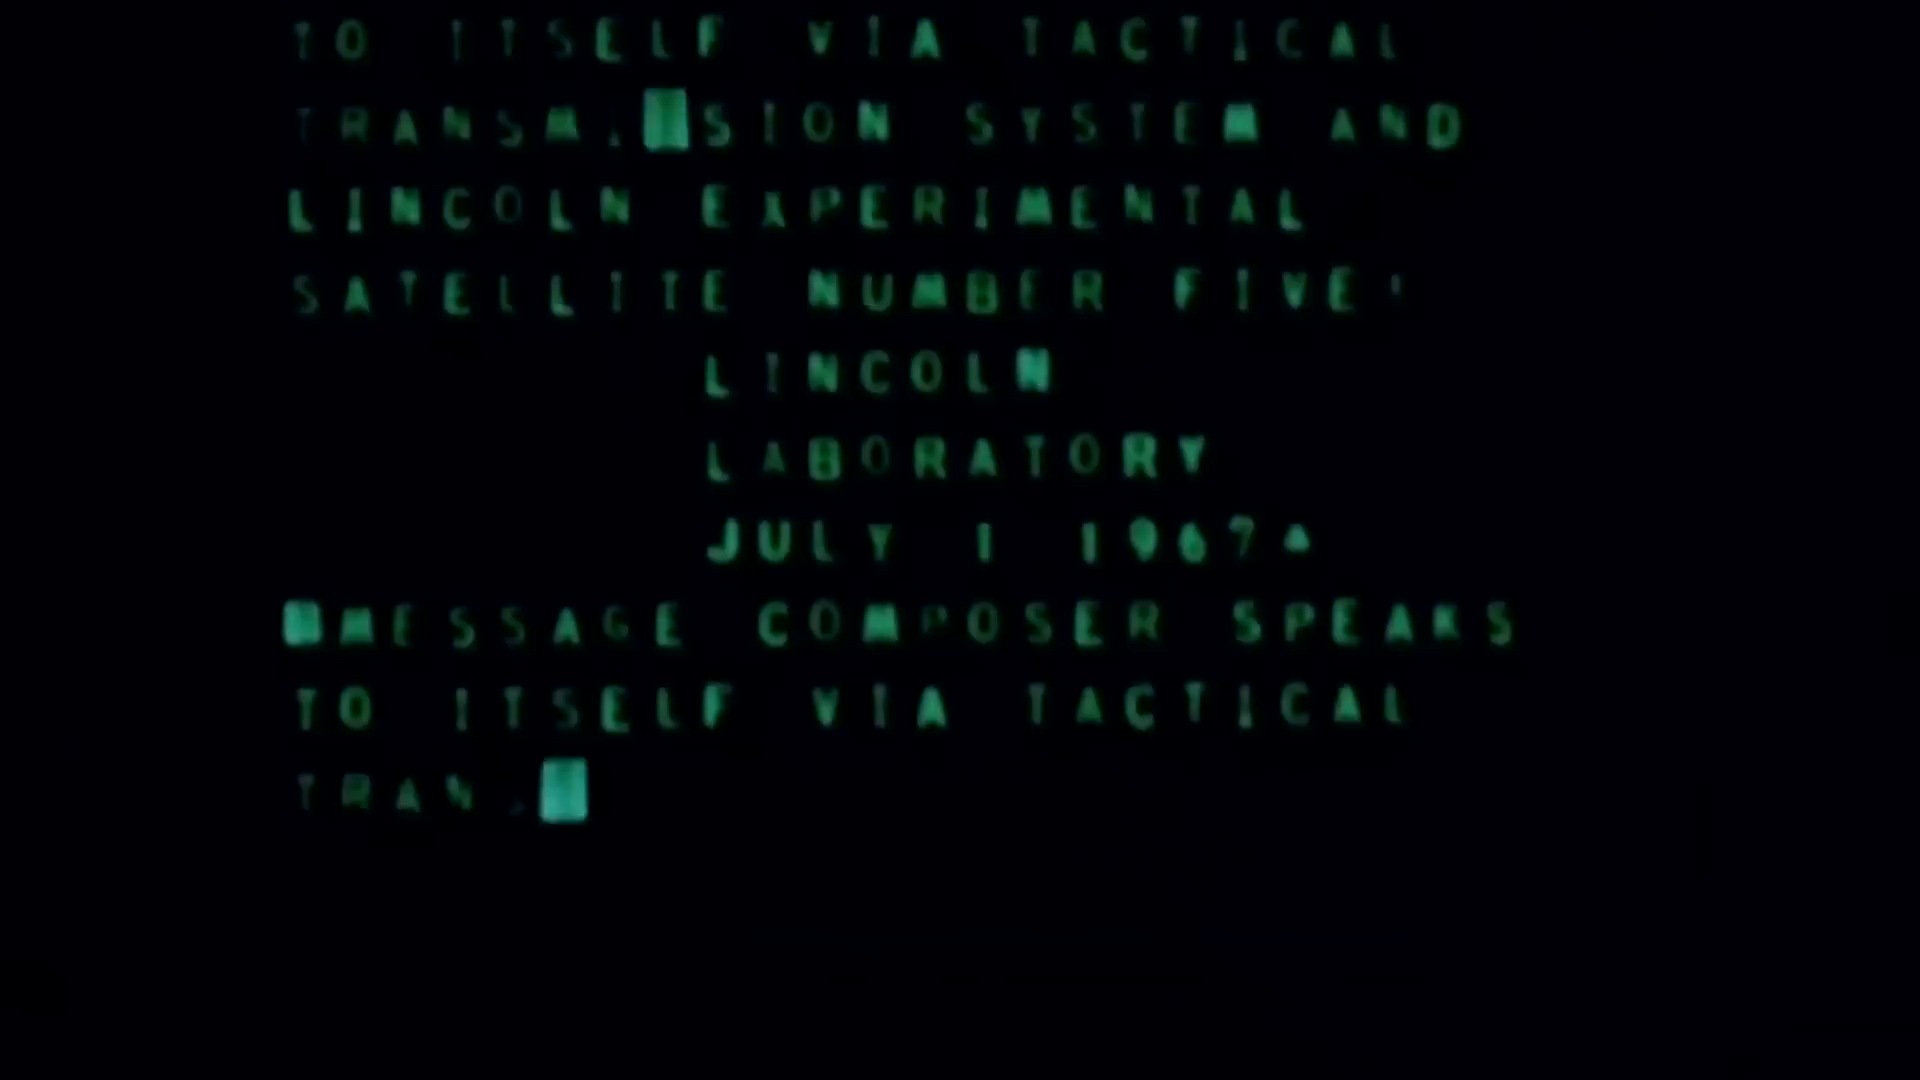 TO ITSELF VIA TACTICAL
TRANSM.█SION SYSTEM AND
LINCOLN EXPERIMENTAL
SATELLITE NUMBER FIVE'
LINCOLN
LABORATORY
JULY 1 1967▲
█MESSAGE COMPOSER SPEAKS
TO ITSELF VIA TACTICAL
TRAN